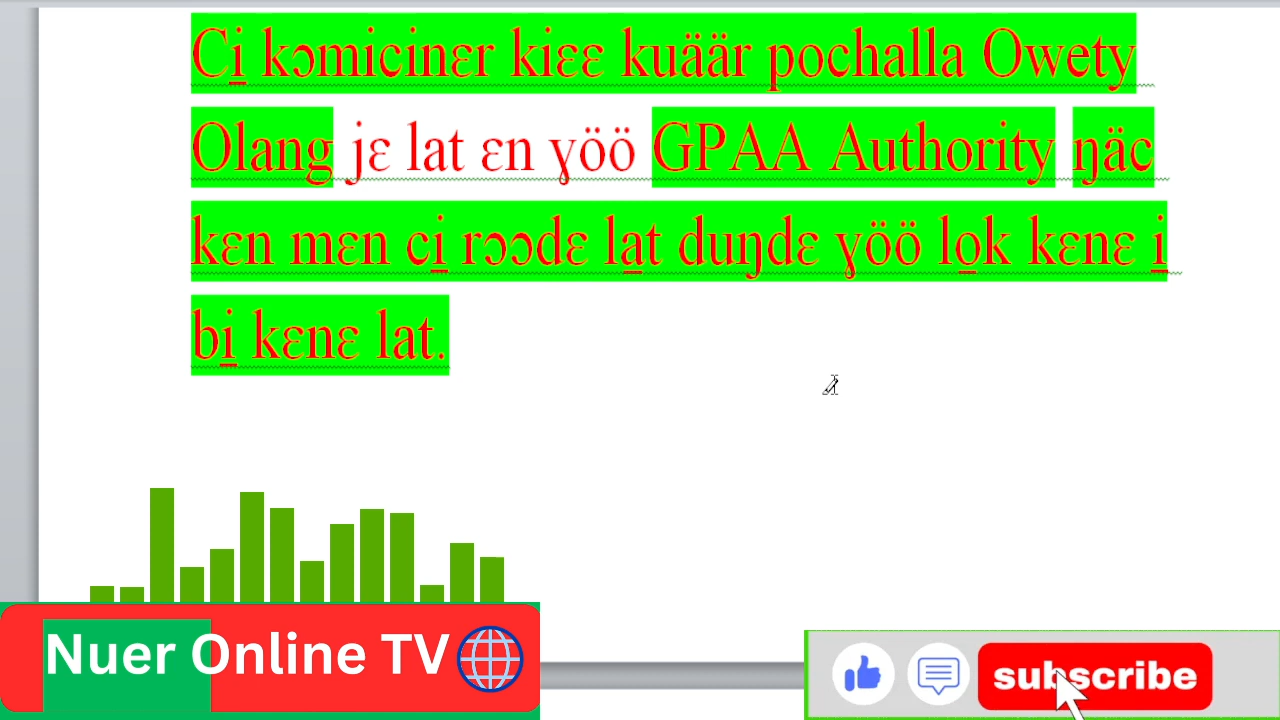 Ci̱ kɔmicinɛr kiɛɛ kuäär pochalla Owety
Olang jɛ lat ɛn ɣöö GPAA Authority ŋäc
kɛn mɛn ci̱ rɔɔdɛ la̱t duŋdɛ ɣöö lo̱k kɛnɛ i̱
bi̱ kɛnɛ lat.
Nuer Online TV
subscribe